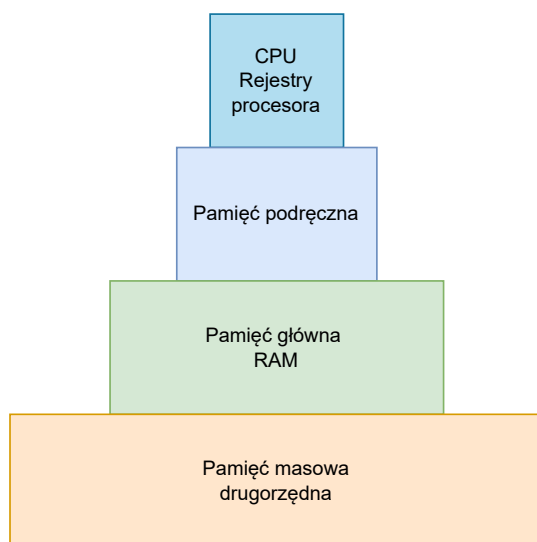 CPU
Rejestry
procesora
Pamięć podręczna
Pamięć główna
RAM
Pamięć masowa
drugorzędna